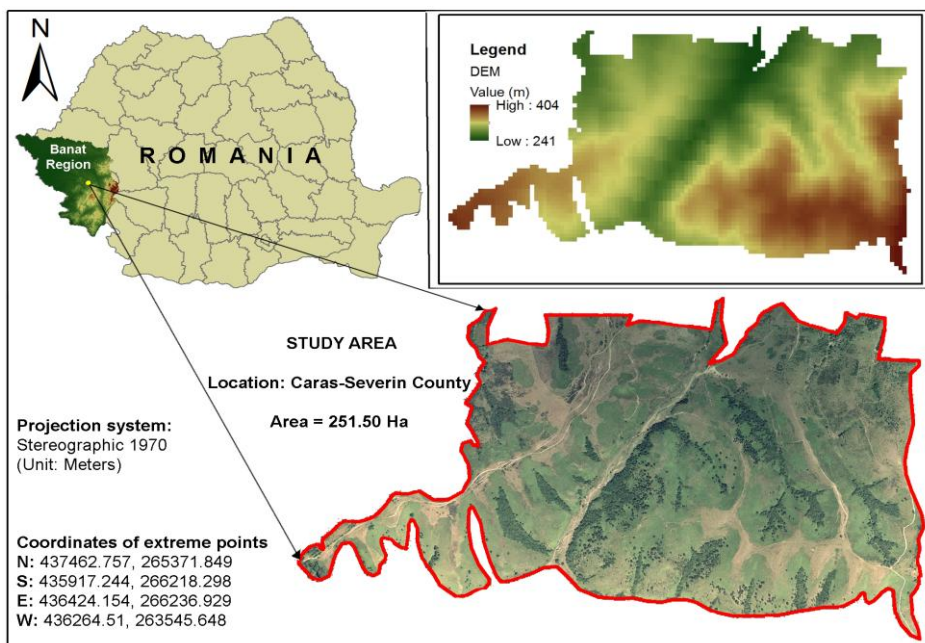 N
Banat
Region
ROMANIA
Legend
DEM
Value (m)
High : 404
Low : 241
STUDY AREA
Location: Caras-Severin County
Area = 251.50 Ha
Projection system:
Stereographic 1970
(Unit: Meters)
Coordinates of extreme points
N: 437462.757, 265371.849
S: 435917.244, 266218.298
E: 436424.154, 266236.929
W: 436264.51, 263545.648